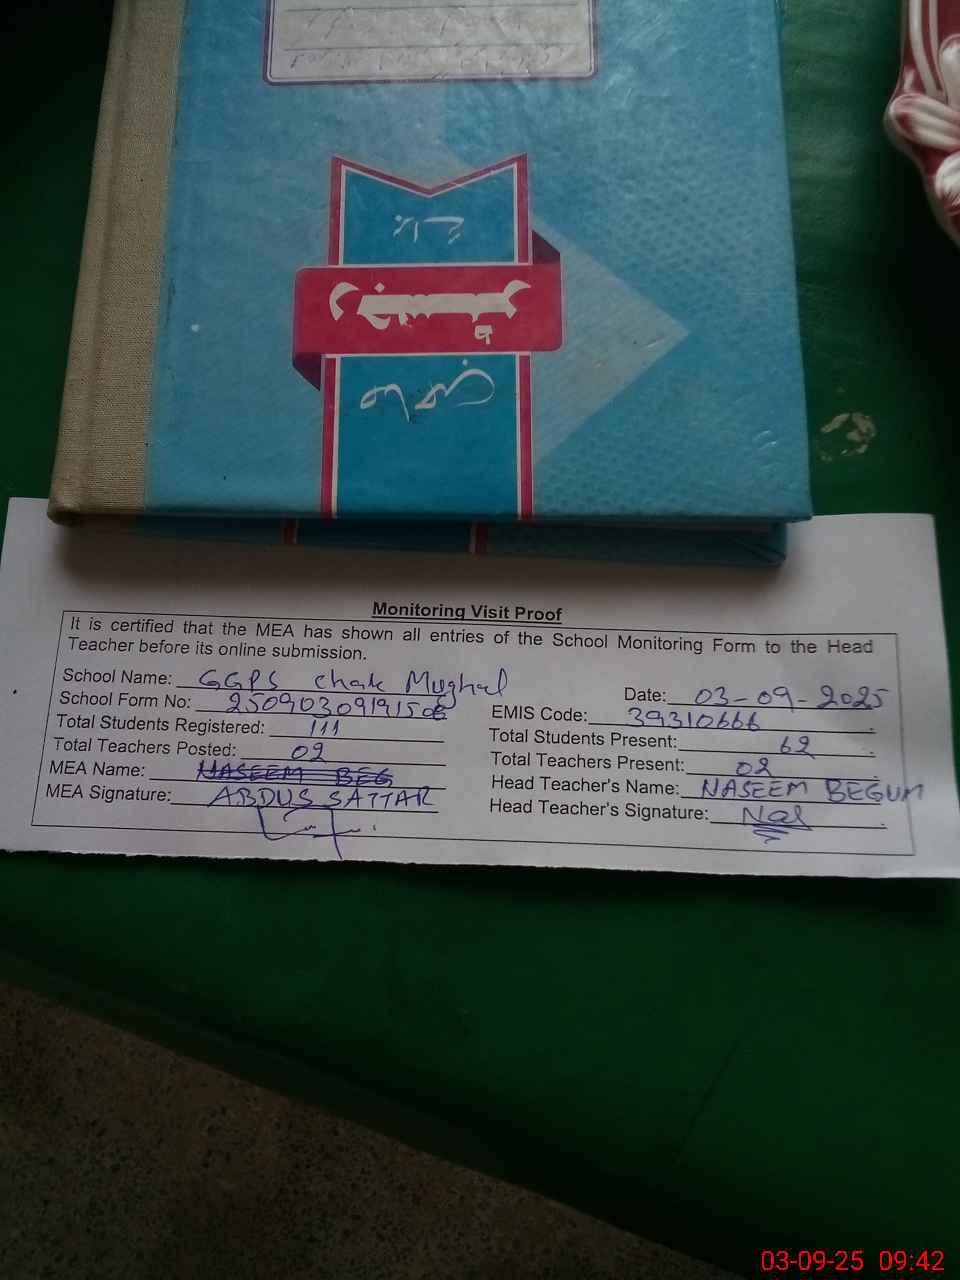 Monitoring Visit Proof
It is certified that the MEA has shown all entries of the School Monitoring Form to the Head
Teacher before its online submission.
School Name: GGPS Chak Mughal
Date: 03-09-2025
School Form No:
EMIS Code: 39310666
Total Students Registered: 111
Total Students Present: 62
Total Teachers Posted: 02
Total Teachers Present: 02
MEA Name: NASEEM BEG
Head Teacher's Name: NASEEM BEGUM
MEA Signature: ABDUS SATTAR
Head Teacher's Signature: Nas
03-09-25 09:42